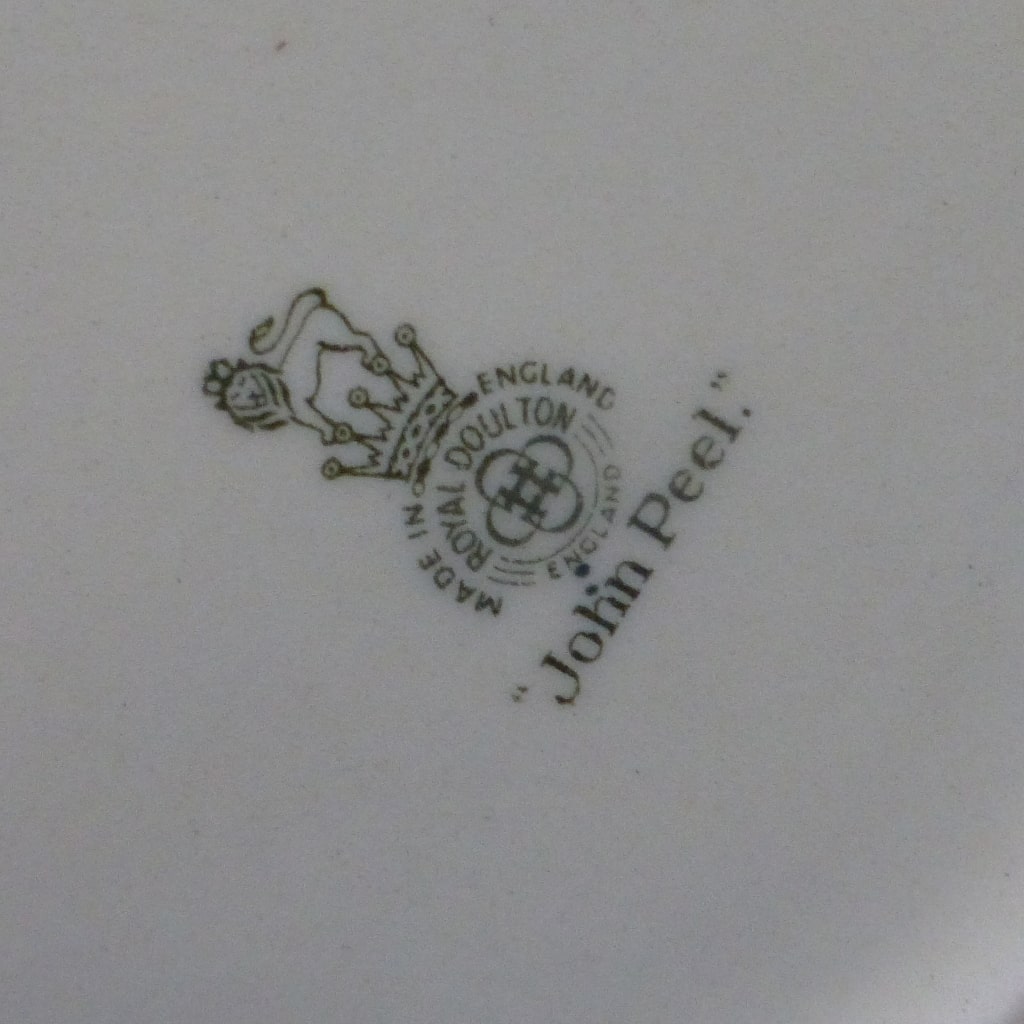 MADE IN ENGLAND
ROYAL DOULTON
ENGLAND
"John Peel."